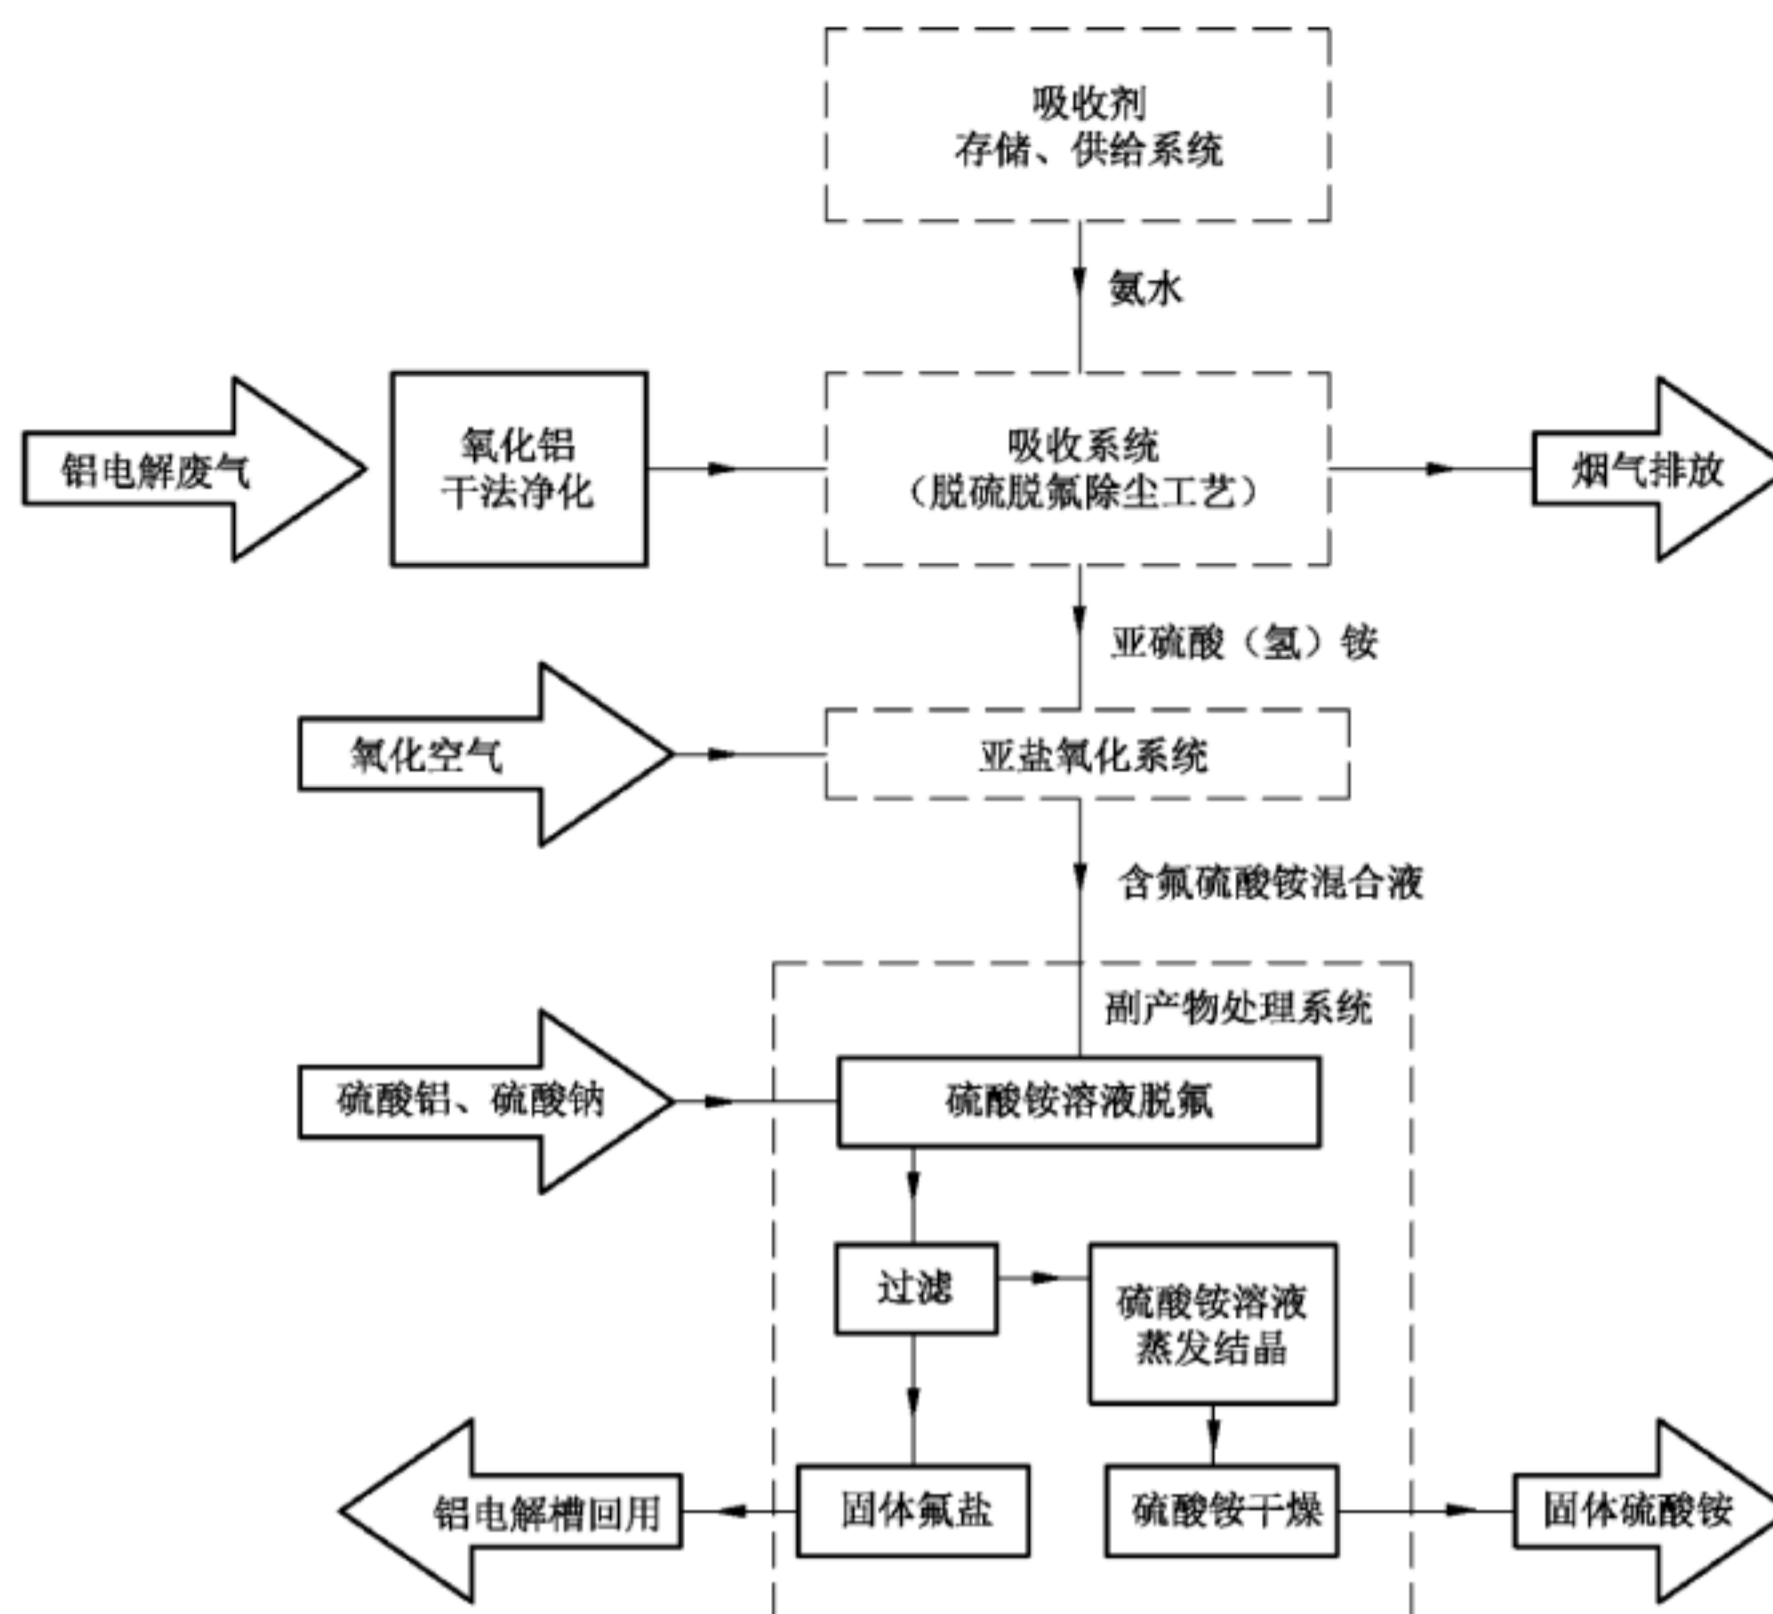 吸收剂
存储、供给系统
氨水
铝电解废气
氧化铝
干法净化
吸收系统
（脱硫脱氟除尘工艺）
烟气排放
亚硫酸（氢）铵
氧化空气
亚盐氧化系统
含氟硫酸铵混合液
副产物处理系统
硫酸铝、硫酸钠
硫酸铵溶液脱氟
过滤
硫酸铵溶液
蒸发结晶
铝电解槽回用
固体氟盐
硫酸铵干燥
固体硫酸铵